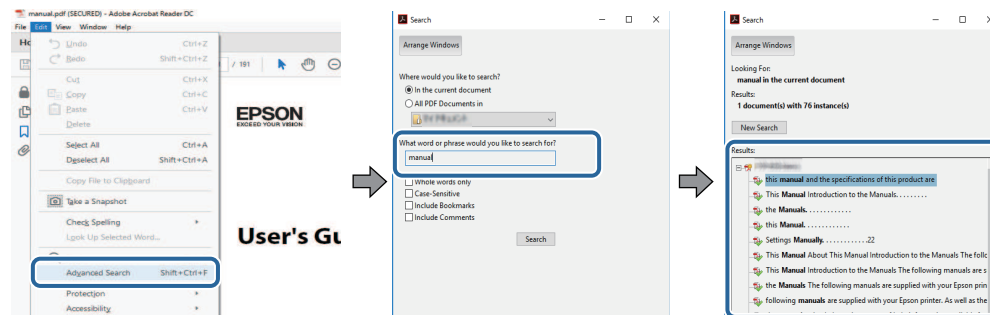 manual.pdf (SECURED) - Adobe Acrobat Reader DC
File Edit View Window Help
Undo Ctrl+Z
Redo Shift+Ctrl+Z
Cut Ctrl+X
Copy Ctrl+C
Paste Ctrl+V
Delete
Select All Ctrl+A
Deselect All Shift+Ctrl+A
Copy File to Clipboard
Take a Snapshot
Check Spelling
Look Up Selected Word...
Advanced Search Shift+Ctrl+F
Protection
Accessibility
/ 191
EPSON
EXCEED YOUR VISION
User's Gu
Search
Arrange Windows
Where would you like to search?
In the current document
All PDF Documents in
What word or phrase would you like to search for?
manual
Whole words only
Case-Sensitive
Include Bookmarks
Include Comments
Search
Search
Arrange Windows
Looking For:
manual in the current document
Results:
1 document(s) with 76 instance(s)
New Search
Results:
this manual and the specifications of this product are
This Manual Introduction to the Manuals. . . . . . . . .
the Manuals. . . . . . . . . . . .
this Manual. . . . . . . . . . . .
Settings Manually. . . . . . . . . . . .22
This Manual About This Manual Introduction to the Manuals The follc
This Manual Introduction to the Manuals The following manuals are s
the Manuals The following manuals are supplied with your Epson prin
following manuals are supplied with your Epson printer. As well as the